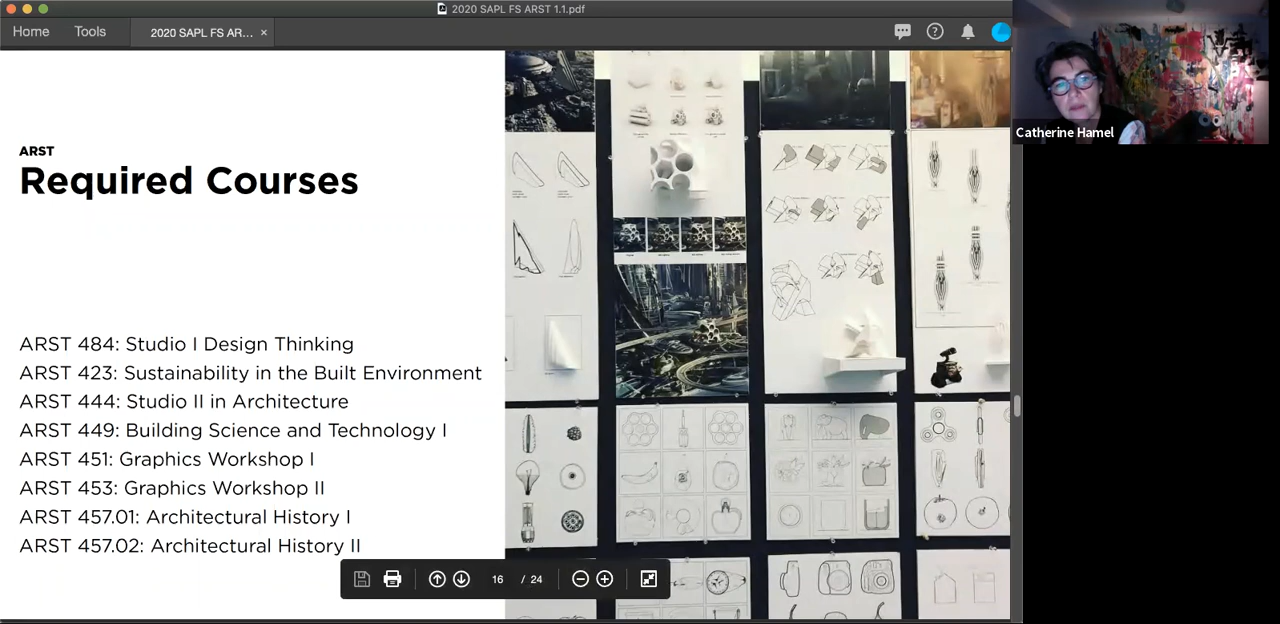 2020 SAPL FS ARST 1.1.pdf
Home
Tools
2020 SAPL FS AR... ×
Catherine Hamel
ARST
Required Courses
ARST 484: Studio I Design Thinking
ARST 423: Sustainability in the Built Environment
ARST 444: Studio II in Architecture
ARST 449: Building Science and Technology I
ARST 451: Graphics Workshop I
ARST 453: Graphics Workshop II
ARST 457.01: Architectural History I
ARST 457.02: Architectural History II
16 / 24